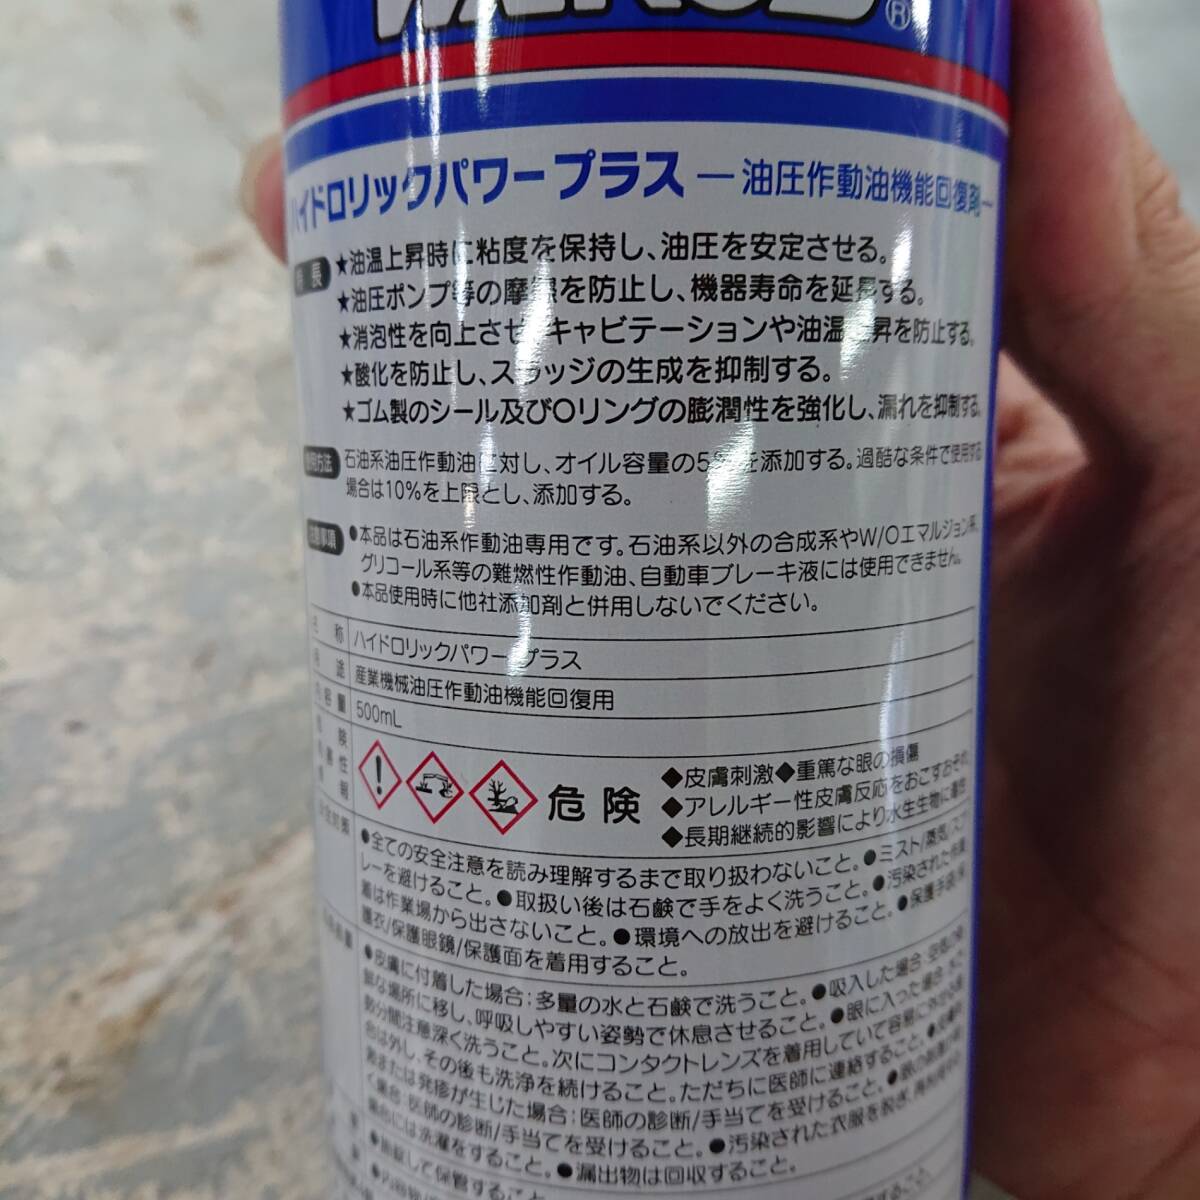 WAKO'S®
ハイドロリックパワープラス ―油圧作動油機能回復剤―
特長 ★油温上昇時に粘度を保持し、油圧を安定させる。
★油圧ポンプ等の摩擦を防止し、機器寿命を延長する。
★消泡性を向上させ、キャビテーションや油温上昇を防止する。
★酸化を防止し、スラッジの生成を抑制する。
★ゴム製のシール及びOリングの膨潤性を強化し、漏れを抑制する。
使用方法 石油系油圧作動油に対し、オイル容量の5%を添加する。過酷な条件で使用する
場合は10%を上限とし、添加する。
注意事項 ●本品は石油系作動油専用です。石油系以外の合成系やW/Oエマルジョン系、
グリコール系等の難燃性作動油、自動車ブレーキ液には使用できません。
●本品使用時に他社添加剤と併用しないでください。
名称 ハイドロリックパワープラス
用途 産業機械油圧作動油機能回復用
内容量 500mL
危険 ◆皮膚刺激◆重篤な眼の損傷
◆アレルギー性皮膚反応をおこすおそれ
◆長期継続的影響により水生生物に毒性
●全ての安全注意を読み理解するまで取り扱わないこと。●ミスト/蒸気/スプ
レーを避けること。●取扱い後は石鹸で手をよく洗うこと。●汚染された作業
着は作業場から出さないこと。●環境への放出を避けること。●保護手袋/保
護衣/保護眼鏡/保護面を着用すること。
●皮膚に付着した場合:多量の水と石鹸で洗うこと。●吸入した場合:空気の新
鮮な場所に移し、呼吸しやすい姿勢で休息させること。●眼に入った場合:水で
数分間注意深く洗うこと。次にコンタクトレンズを着用していて容易に外せる場
合は外し、その後も洗浄を続けること。ただちに医師に連絡すること。●皮膚刺
激または発疹が生じた場合:医師の診断/手当てを受けること。●眼の刺激が続
く場合:医師の診断/手当てを受けること。●汚染された衣服を脱ぎ、再使用する
場合には洗濯をすること。●漏出物は回収すること。
して保管すること。